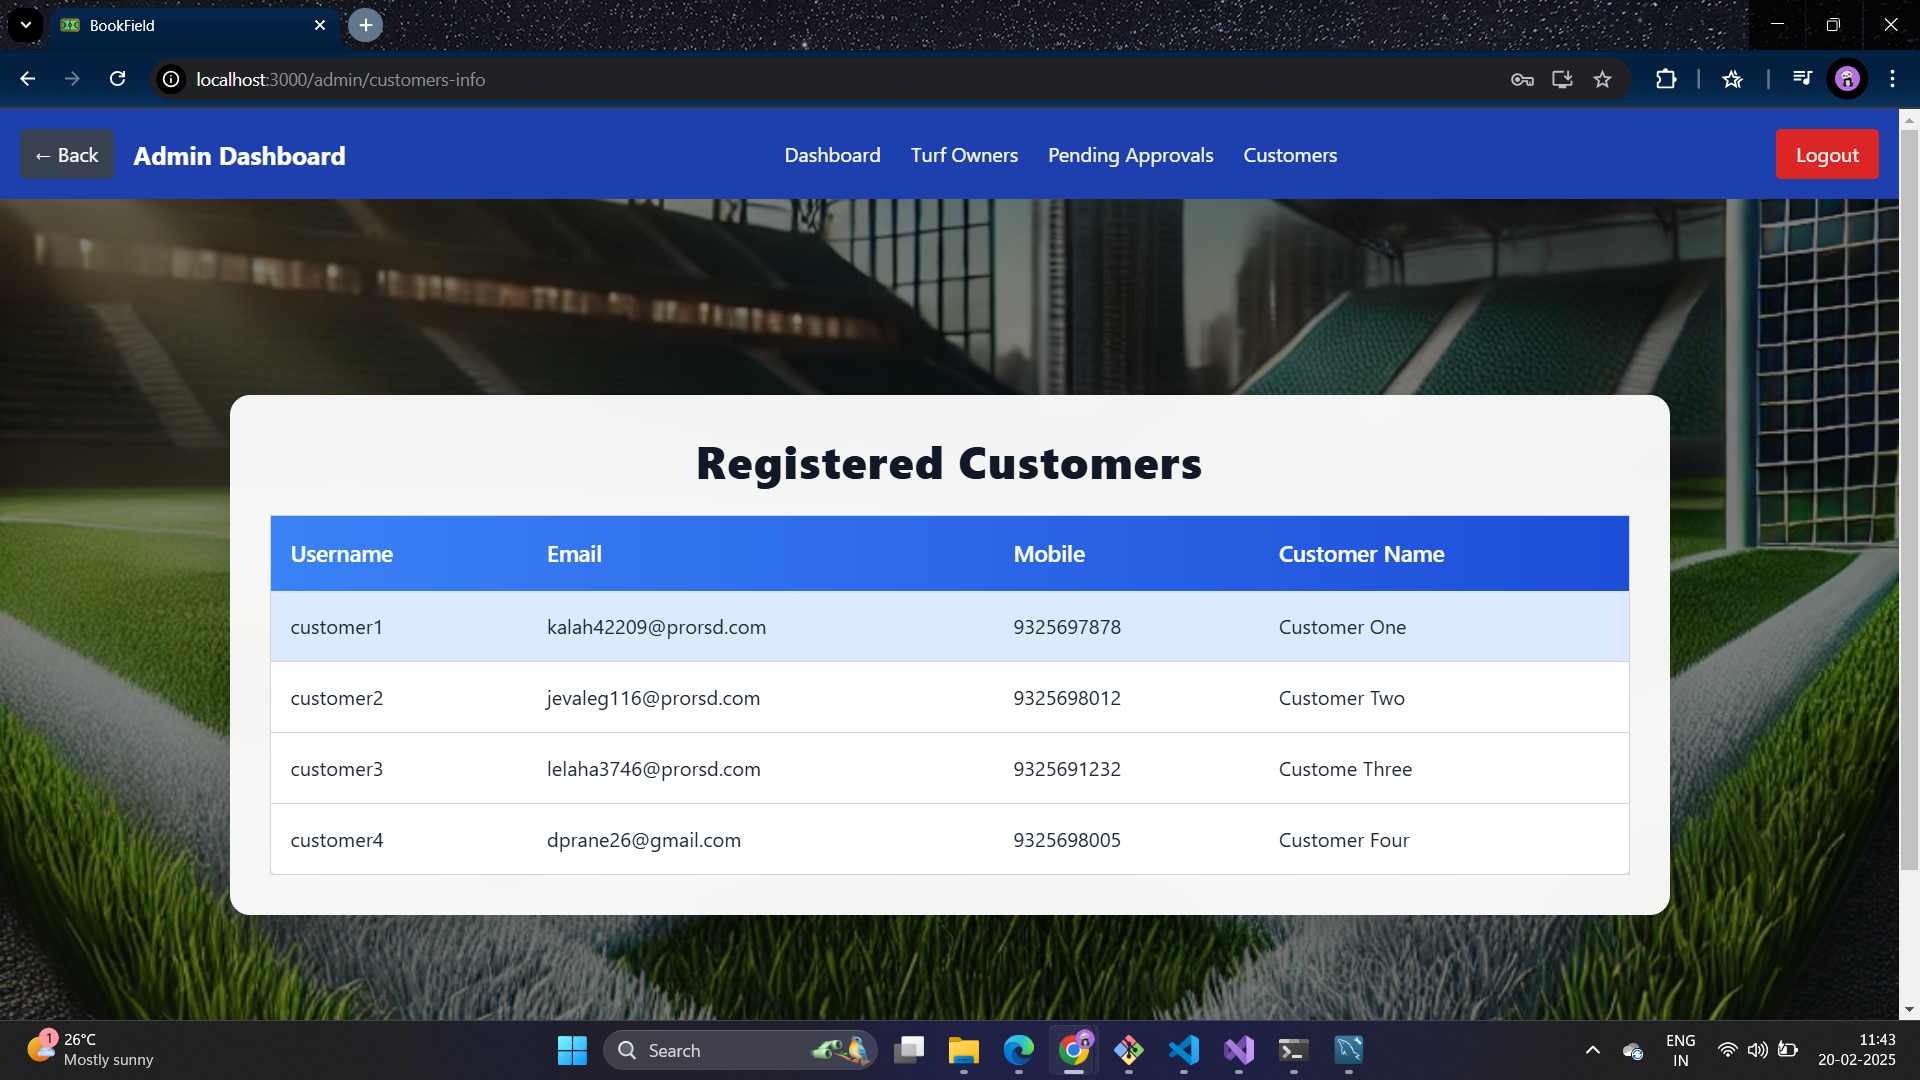 BookField
localhost:3000/admin/customers-info
← Back
Admin Dashboard
Dashboard
Turf Owners
Pending Approvals
Customers
Logout
Registered Customers
Username Email Mobile Customer Name
customer1 kalah42209@prorsd.com 9325697878 Customer One
customer2 jevaleg116@prorsd.com 9325698012 Customer Two
customer3 lelaha3746@prorsd.com 9325691232 Custome Three
customer4 dprane26@gmail.com 9325698005 Customer Four
1
26°C
Mostly sunny
Search
ENG
IN
11:43
20-02-2025